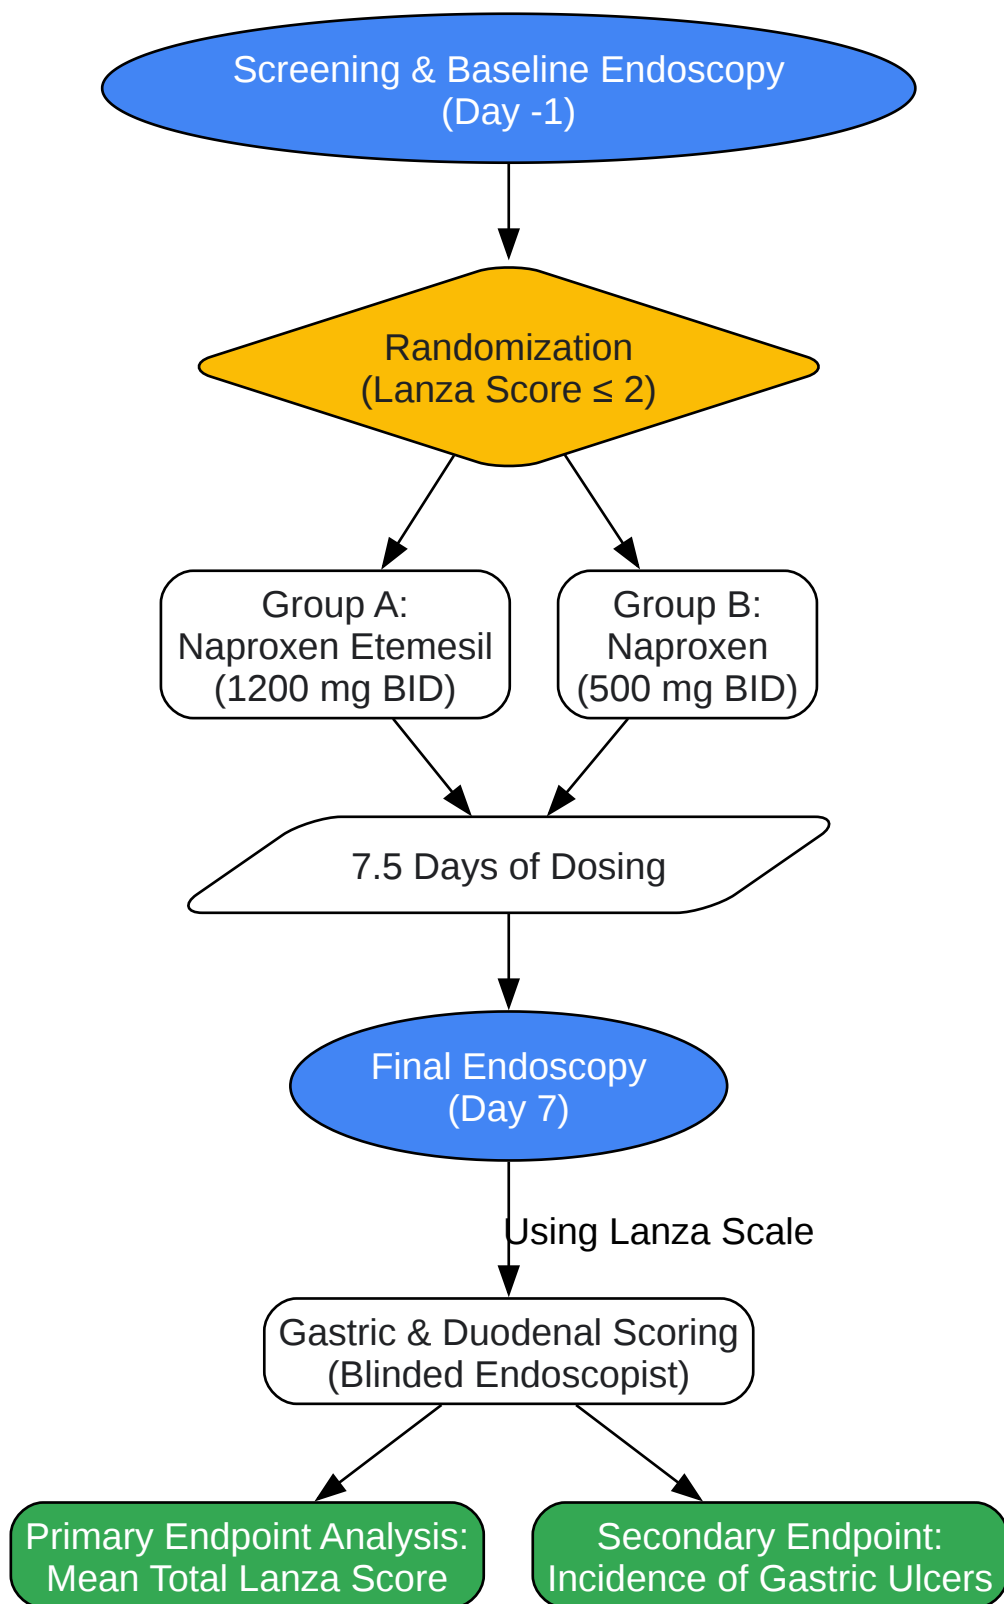 Screening & Baseline Endoscopy
(Day -1)
Randomization
(Lanza Score ≤ 2)
Group A:
Naproxen Etemesil
(1200 mg BID)
Group B:
Naproxen
(500 mg BID)
7.5 Days of Dosing
Final Endoscopy
(Day 7)
Using Lanza Scale
Gastric & Duodenal Scoring
(Blinded Endoscopist)
Primary Endpoint Analysis:
Mean Total Lanza Score
Secondary Endpoint:
Incidence of Gastric Ulcers